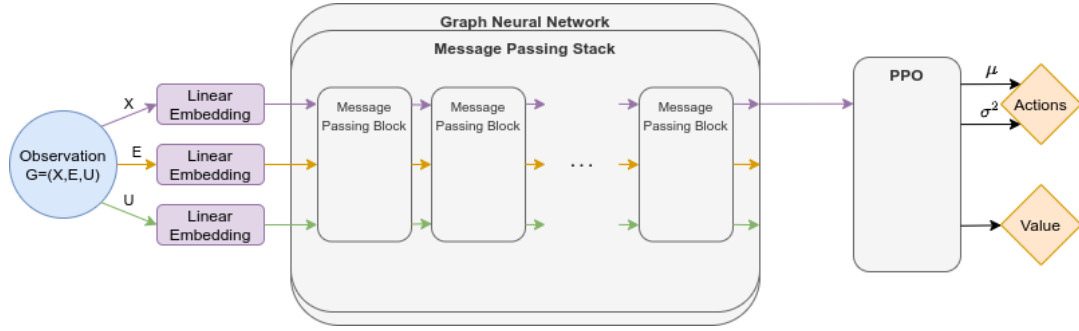 Graph Neural Network
Message Passing Stack
Observation
G=(X,E,U)
X
E
U
Linear
Embedding
Linear
Embedding
Linear
Embedding
Message
Passing Block
Message
Passing Block
. . .
Message
Passing Block
PPO
μ
σ²
Actions
Value